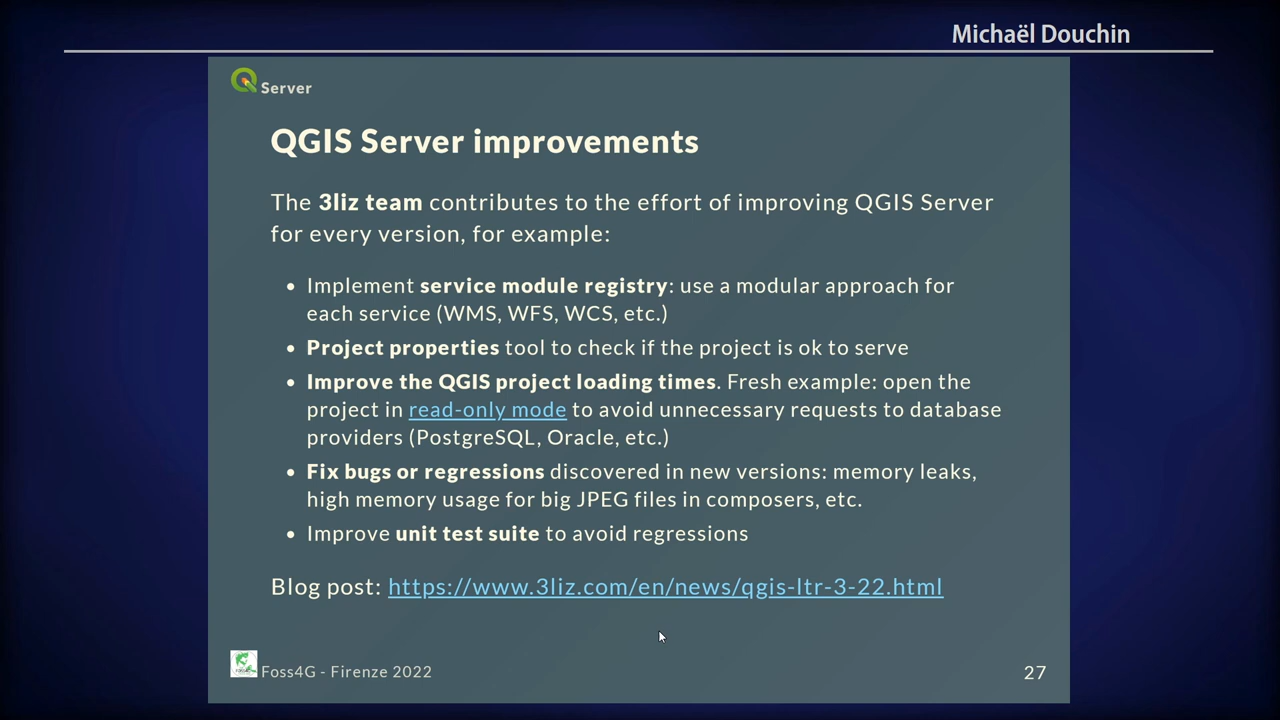 Michaël Douchin
Server
QGIS Server improvements
The 3liz team contributes to the effort of improving QGIS Server
for every version, for example:
• Implement service module registry: use a modular approach for
each service (WMS, WFS, WCS, etc.)
• Project properties tool to check if the project is ok to serve
• Improve the QGIS project loading times. Fresh example: open the
project in read-only mode to avoid unnecessary requests to database
providers (PostgreSQL, Oracle, etc.)
• Fix bugs or regressions discovered in new versions: memory leaks,
high memory usage for big JPEG files in composers, etc.
• Improve unit test suite to avoid regressions
Blog post: https://www.3liz.com/en/news/qgis-ltr-3-22.html
Foss4G - Firenze 2022
27